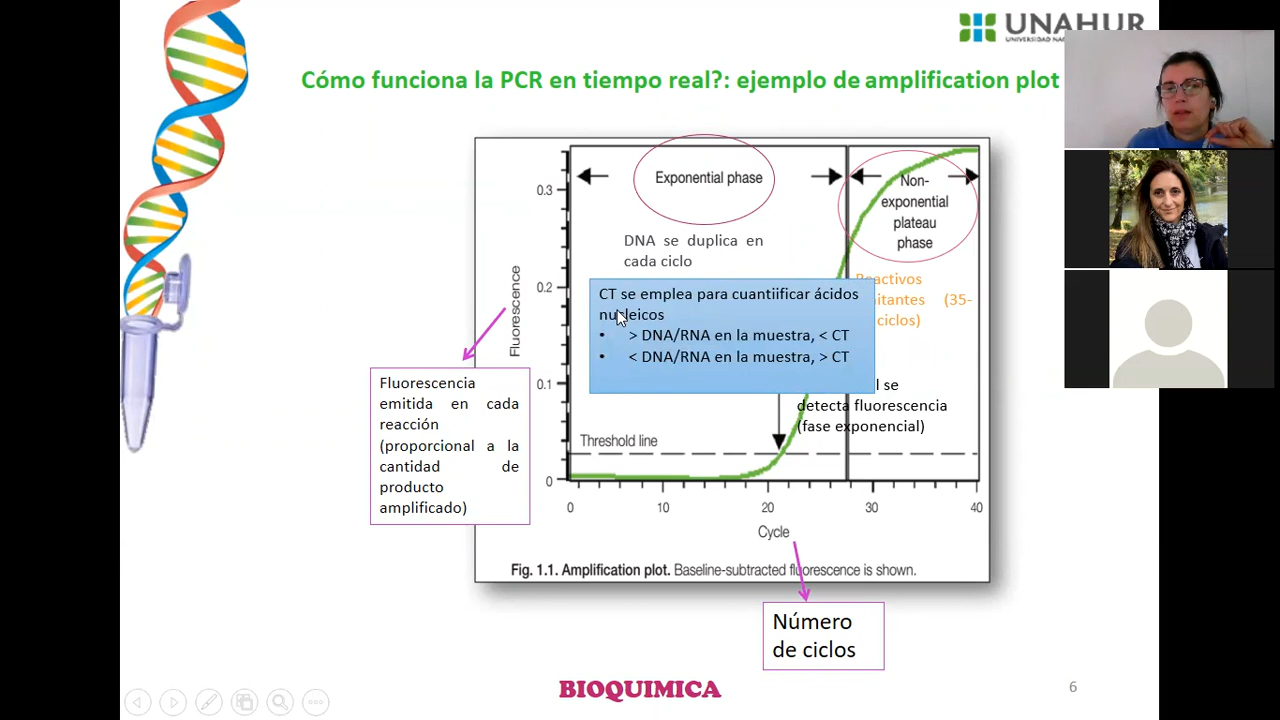 UNAHUR
Cómo funciona la PCR en tiempo real?: ejemplo de amplification plot
Exponential phase
Non-
exponential
plateau
phase
DNA se duplica en
cada ciclo
CT se emplea para cuantiificar ácidos
nucleicos
• > DNA/RNA en la muestra, < CT
• < DNA/RNA en la muestra, > CT
(35-
ciclos)
l se
detecta fluorescencia
(fase exponencial)
Threshold line
Fluorescence
0.3
0.2
0.1
0
0 10 20 30 40
Cycle
Fig. 1.1. Amplification plot. Baseline-subtracted fluorescence is shown.
Fluorescencia
emitida en cada
reacción
(proporcional a la
cantidad de
producto
amplificado)
Número
de ciclos
BIOQUIMICA
6